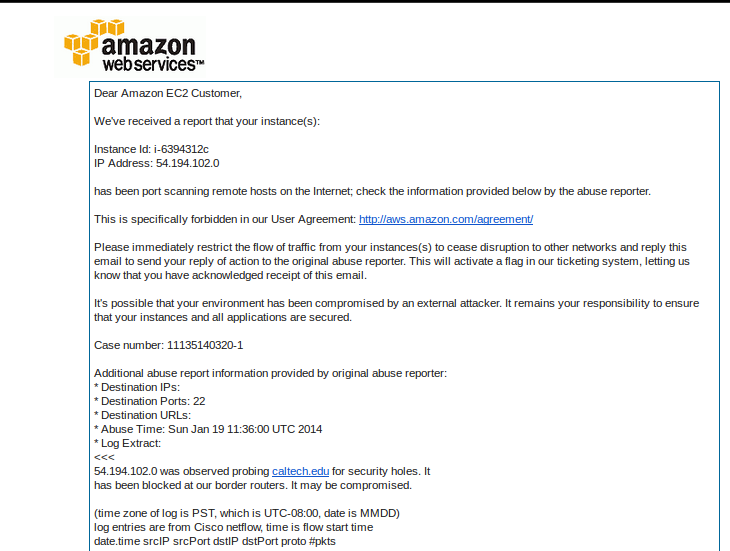 amazon
webservices™
Dear Amazon EC2 Customer,
We've received a report that your instance(s):
Instance Id: i-6394312c
IP Address: 54.194.102.0
has been port scanning remote hosts on the Internet; check the information provided below by the abuse reporter.
This is specifically forbidden in our User Agreement: http://aws.amazon.com/agreement/
Please immediately restrict the flow of traffic from your instances(s) to cease disruption to other networks and reply this
email to send your reply of action to the original abuse reporter. This will activate a flag in our ticketing system, letting us
know that you have acknowledged receipt of this email.
It's possible that your environment has been compromised by an external attacker. It remains your responsibility to ensure
that your instances and all applications are secured.
Case number: 11135140320-1
Additional abuse report information provided by original abuse reporter:
* Destination IPs:
* Destination Ports: 22
* Destination URLs:
* Abuse Time: Sun Jan 19 11:36:00 UTC 2014
* Log Extract:
<<<
54.194.102.0 was observed probing caltech.edu for security holes. It
has been blocked at our border routers. It may be compromised.
(time zone of log is PST, which is UTC-08:00, date is MMDD)
log entries are from Cisco netflow, time is flow start time
date.time srcIP srcPort dstIP dstPort proto #pkts